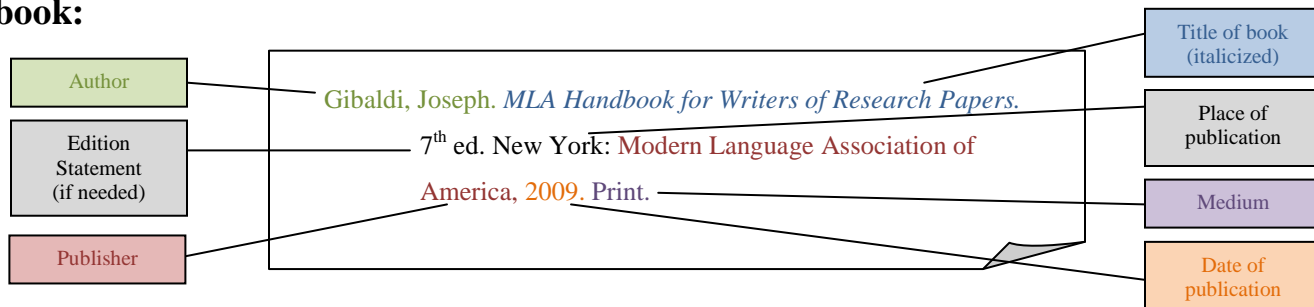 book:
Author
Edition
Statement
(if needed)
Publisher
Gibaldi, Joseph. MLA Handbook for Writers of Research Papers.
7th ed. New York: Modern Language Association of
America, 2009. Print.
Title of book
(italicized)
Place of
publication
Medium
Date of
publication